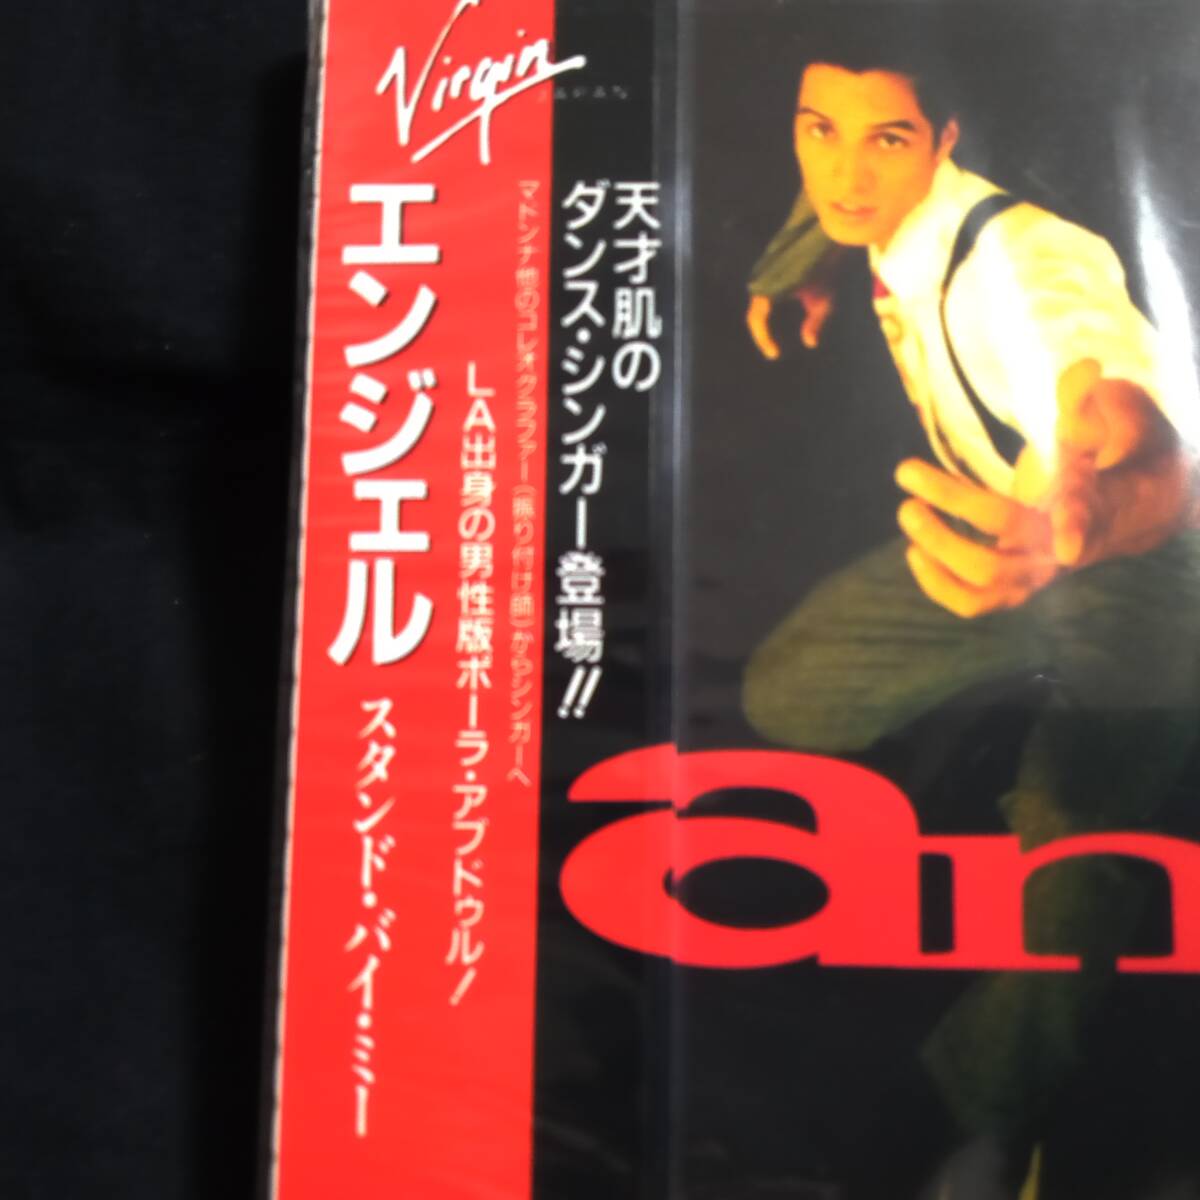 Virgin
JAPAN
天才肌の
ダンス・シンガー登場!!
マドンナ他のコレオグラファー(振り付け師)からシンガーへ
LA出身の男性版ポーラ・アブドゥル!
エンジェル
スタンド・バイ・ミー
an